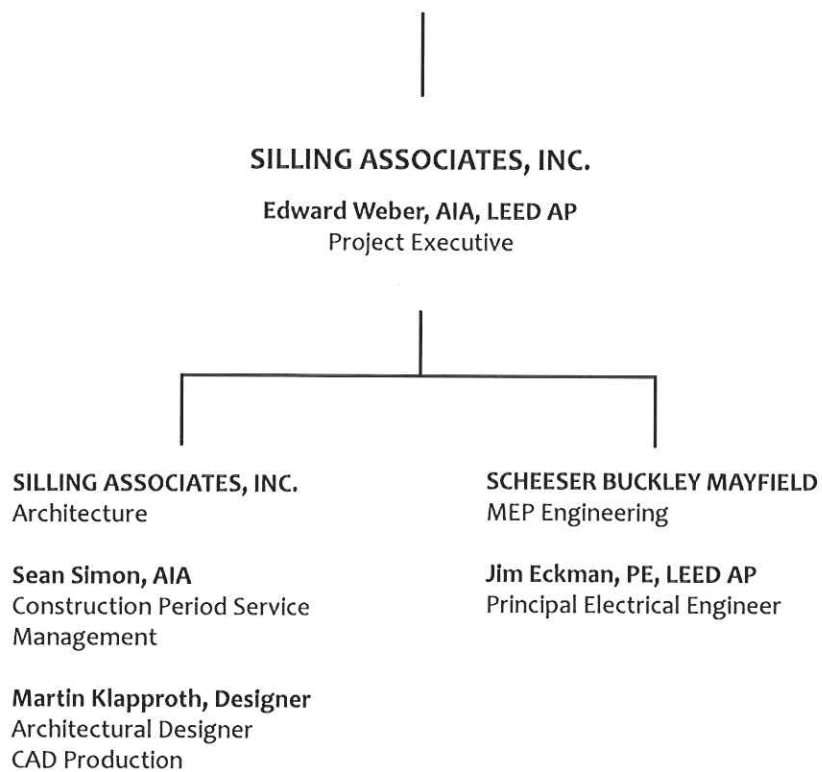 SILLING ASSOCIATES, INC.
Edward Weber, AIA, LEED AP
Project Executive
SILLING ASSOCIATES, INC.
Architecture
Sean Simon, AIA
Construction Period Service
Management
Martin Klapproth, Designer
Architectural Designer
CAD Production
SCHEESER BUCKLEY MAYFIELD
MEP Engineering
Jim Eckman, PE, LEED AP
Principal Electrical Engineer